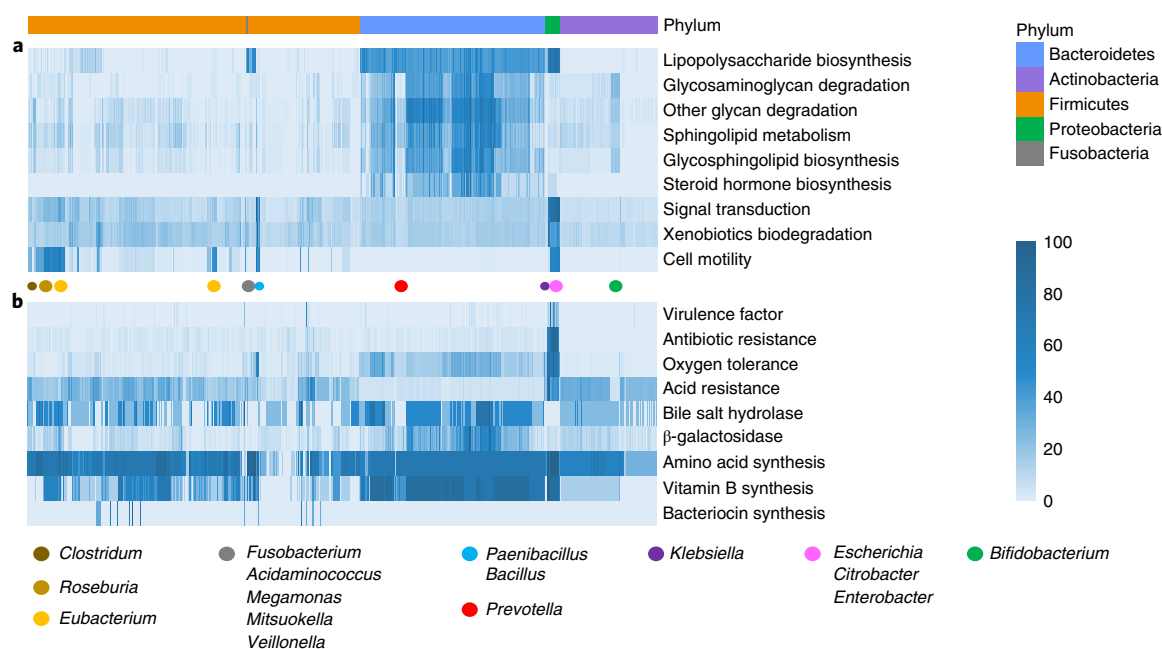 Phylum
a
Lipopolysaccharide biosynthesis
Glycosaminoglycan degradation
Other glycan degradation
Sphingolipid metabolism
Glycosphingolipid biosynthesis
Steroid hormone biosynthesis
Signal transduction
Xenobiotics biodegradation
Cell motility
Phylum
Bacteroidetes
Actinobacteria
Firmicutes
Proteobacteria
Fusobacteria
100
80
60
40
20
0
b
Virulence factor
Antibiotic resistance
Oxygen tolerance
Acid resistance
Bile salt hydrolase
β-galactosidase
Amino acid synthesis
Vitamin B synthesis
Bacteriocin synthesis
Clostridum
Roseburia
Eubacterium
Fusobacterium
Acidaminococcus
Megamonas
Mitsuokella
Veillonella
Paenibacillus
Bacillus
Prevotella
Klebsiella
Escherichia
Citrobacter
Enterobacter
Bifidobacterium